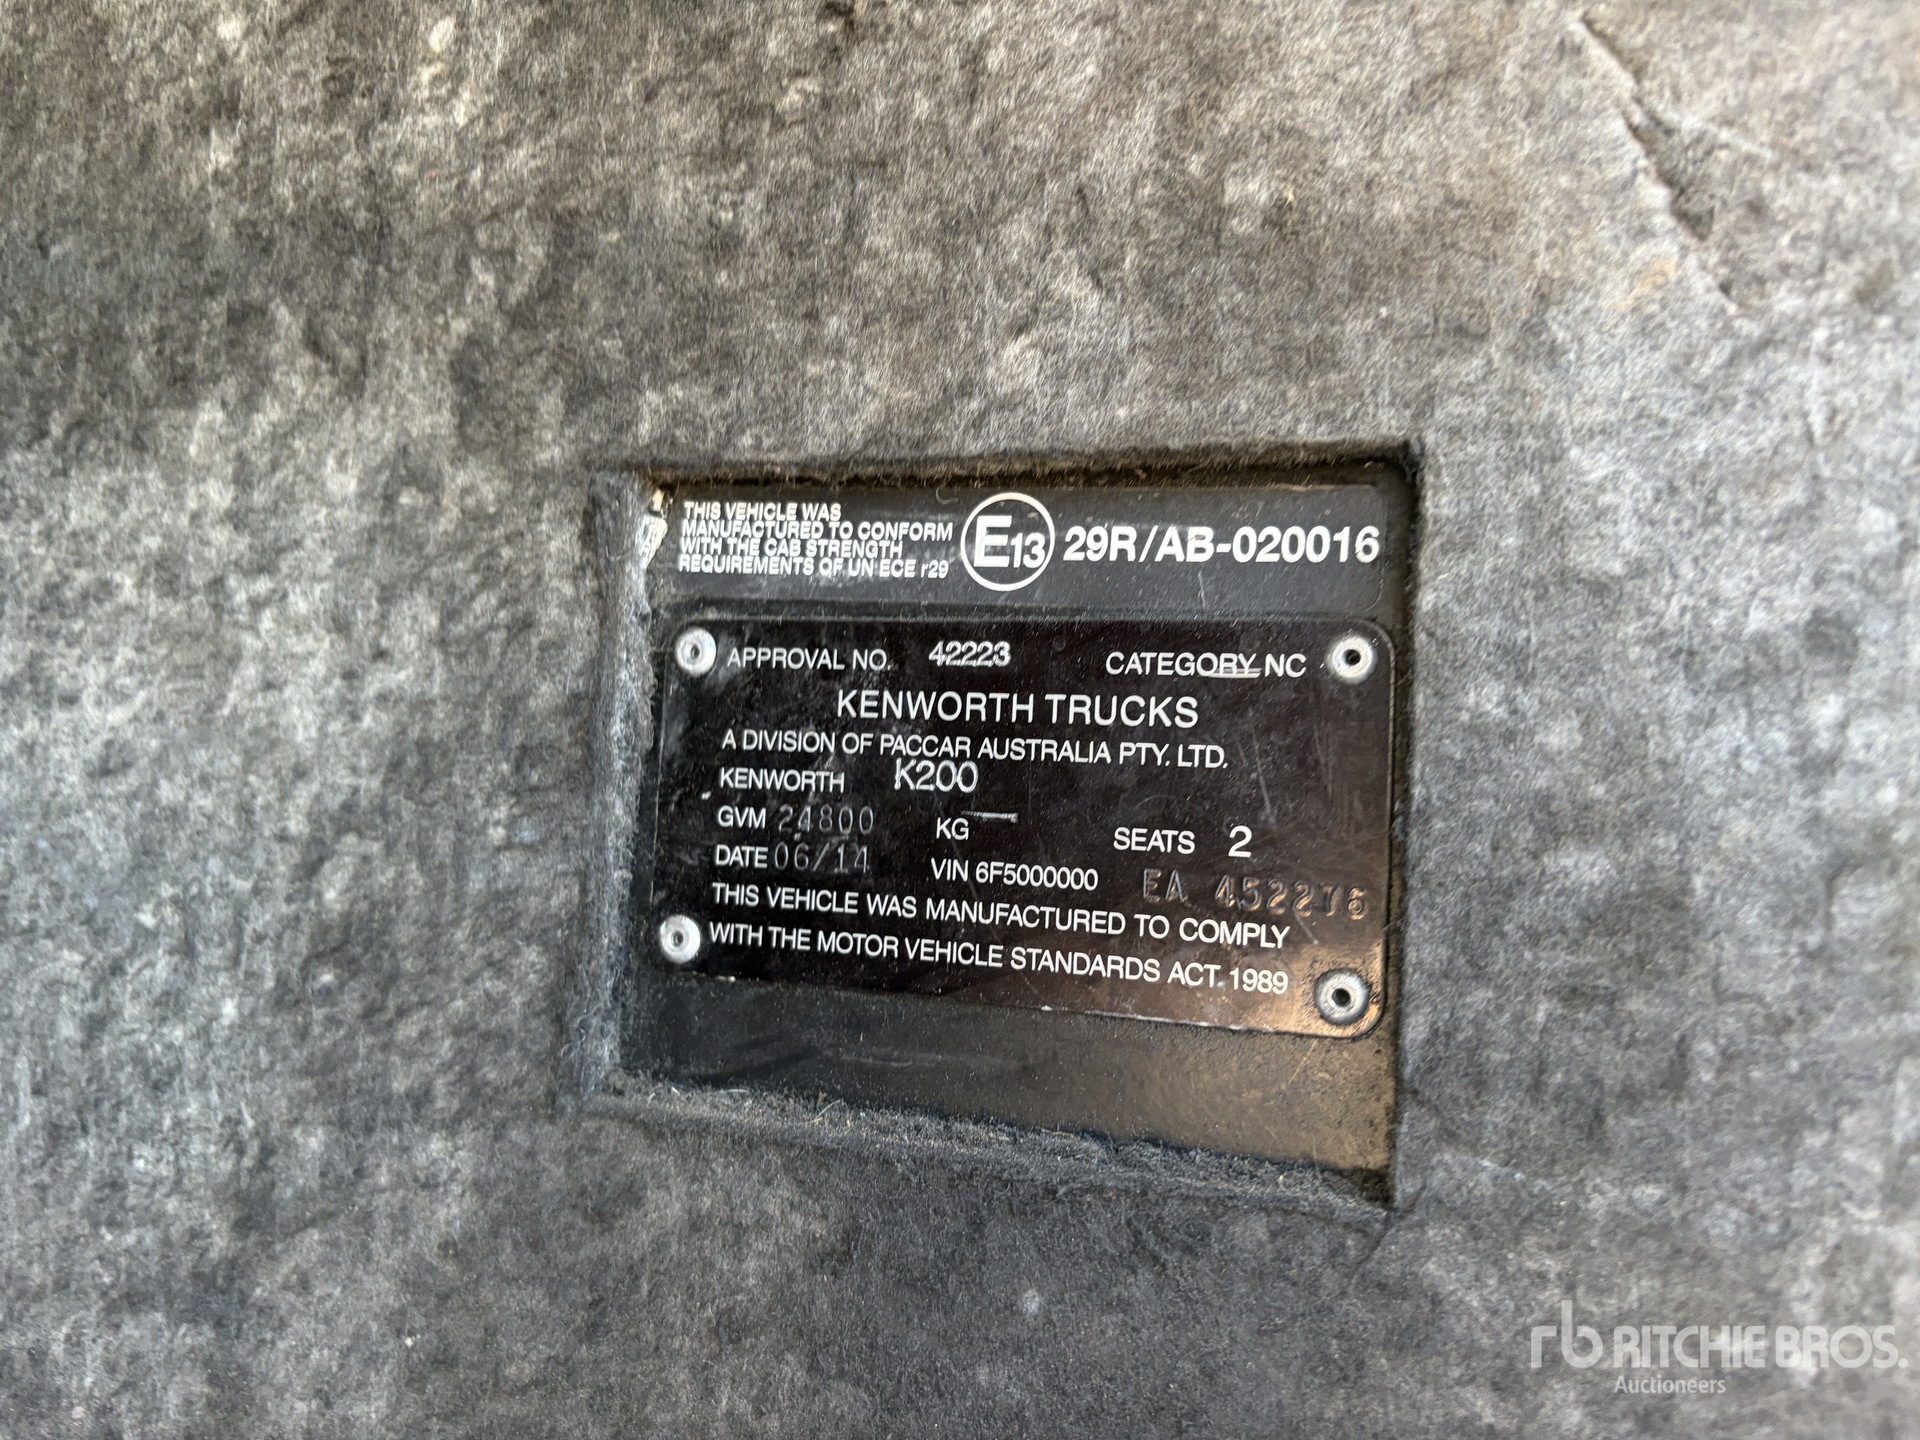 THIS VEHICLE WAS
MANUFACTURED TO CONFORM
WITH THE CAB STRENGTH
REQUIREMENTS OF UN ECE r29
E13 29R/AB-020016
APPROVAL NO. 42223 CATEGORY NC
KENWORTH TRUCKS
A DIVISION OF PACCAR AUSTRALIA PTY. LTD.
KENWORTH K200
GVM 24800 KG SEATS 2
DATE 06/14 VIN 6F5000000 EA 452276
THIS VEHICLE WAS MANUFACTURED TO COMPLY
WITH THE MOTOR VEHICLE STANDARDS ACT. 1989
rb RITCHIE BROS.
Auctioneers